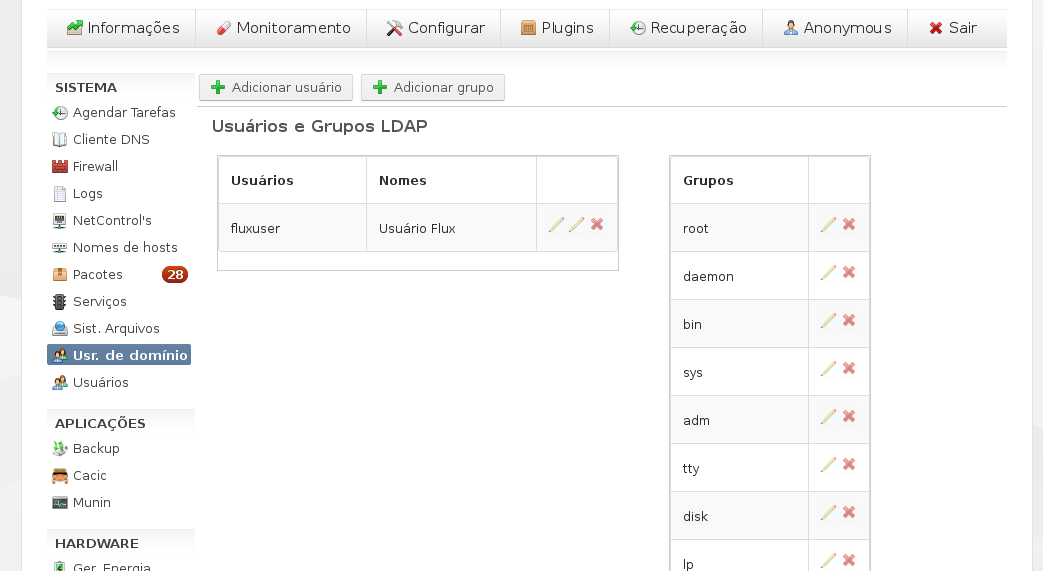 Informações Monitoramento Configurar Plugins Recuperação Anonymous Sair
SISTEMA
Agendar Tarefas
Cliente DNS
Firewall
Logs
NetControl's
Nomes de hosts
Pacotes 28
Serviços
Sist. Arquivos
Usr. de domínio
Usuários
APLICAÇÕES
Backup
Cacic
Munin
HARDWARE
Ger. Energia
Adicionar usuário Adicionar grupo
Usuários e Grupos LDAP
Usuários Nomes
fluxuser Usuário Flux
Grupos
root
daemon
bin
sys
adm
tty
disk
lp